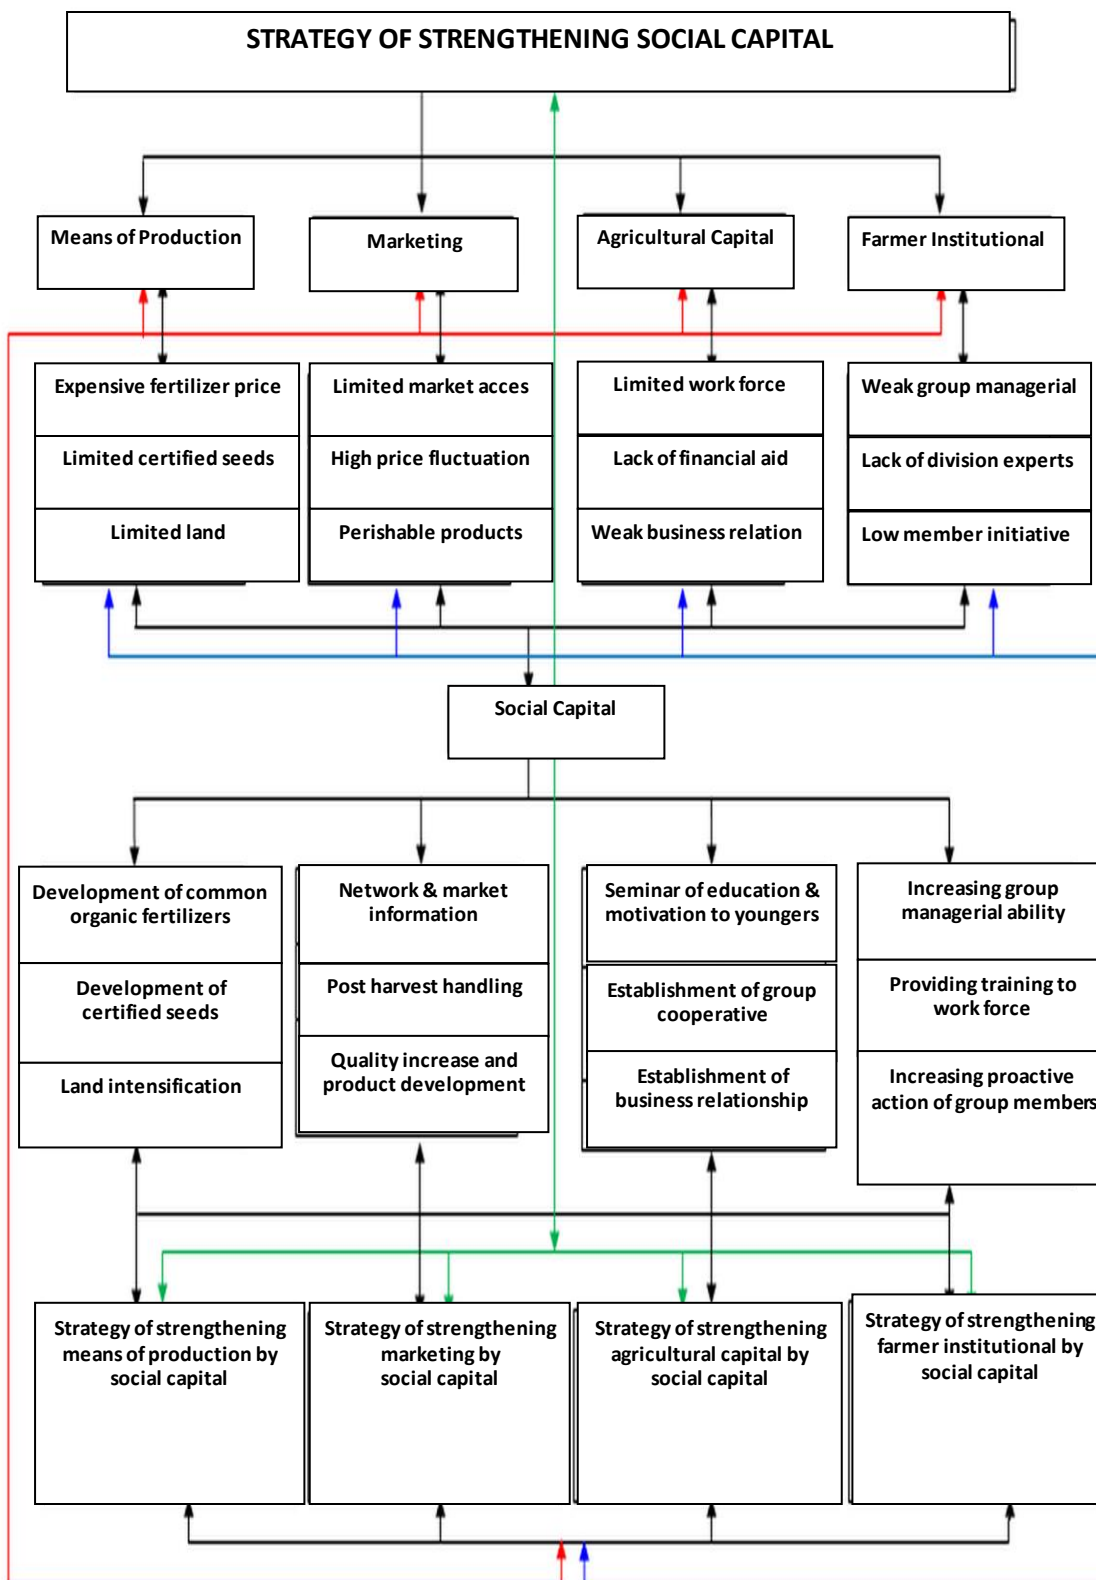 STRATEGY OF STRENGTHENING SOCIAL CAPITAL
Means of Production
Marketing
Agricultural Capital
Farmer Institutional
Expensive fertilizer price
Limited certified seeds
Limited land
Limited market acces
High price fluctuation
Perishable products
Limited work force
Lack of financial aid
Weak business relation
Weak group managerial
Lack of division experts
Low member initiative
Social Capital
Development of common
organic fertilizers
Development of
certified seeds
Land intensification
Network & market
information
Post harvest handling
Quality increase and
product development
Seminar of education &
motivation to youngers
Establishment of group
cooperative
Establishment of
business relationship
Increasing group
managerial ability
Providing training to
work force
Increasing proactive
action of group members
Strategy of strengthening
means of production by
social capital
Strategy of strengthening
marketing by
social capital
Strategy of strengthening
agricultural capital by
social capital
Strategy of strengthening
farmer institutional by
social capital